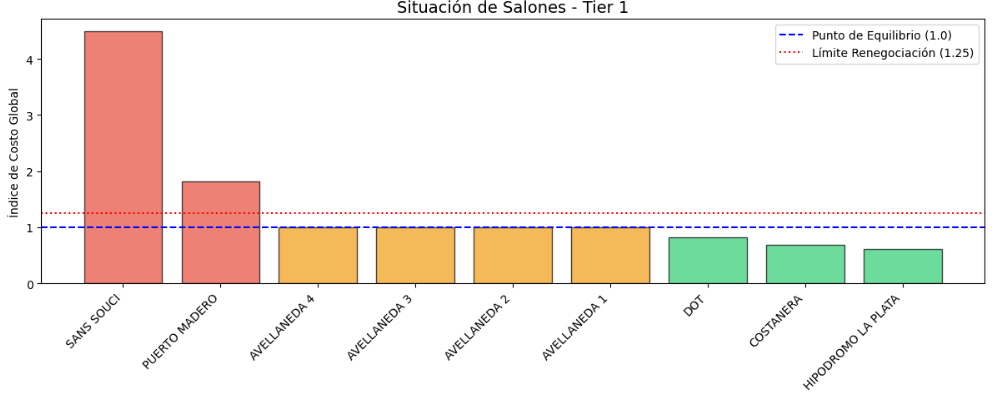 Situación de Salones - Tier 1
Punto de Equilibrio (1.0)
Límite Renegociación (1.25)
Índice de Costo Global
4
3
2
1
0
SANS SOUCI
PUERTO MADERO
AVELLANEDA 4
AVELLANEDA 3
AVELLANEDA 2
AVELLANEDA 1
DOT
COSTANERA
HIPODROMO LA PLATA